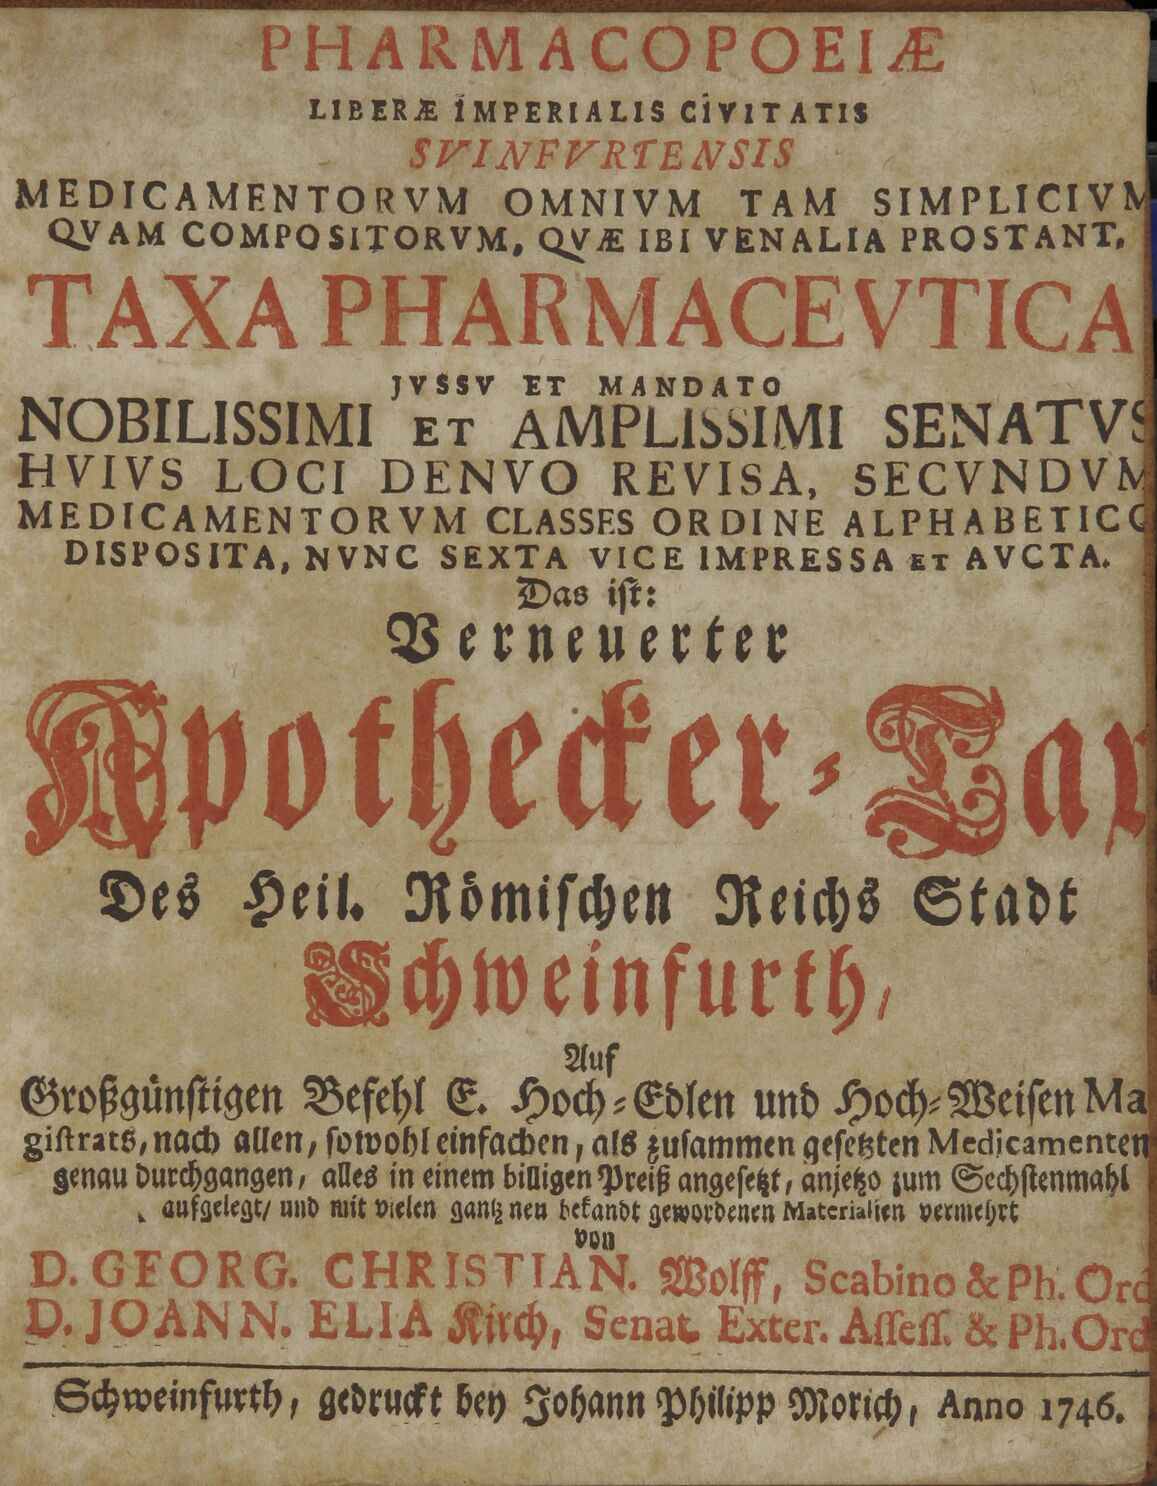 PHARMACOPOEIÆ
LIBERÆ IMPERIALIS CIVITATIS
SVINFVRTENSIS
MEDICAMENTORVM OMNIVM TAM SIMPLICIVM
QVAM COMPOSITORVM, QVÆ IBI VENALIA PROSTANT,
TAXA PHARMACEVTICA
JVSSV ET MANDATO
NOBILISSIMI ET AMPLISSIMI SENATVS
HVIVS LOCI DENVO REVISA, SECVNDVM
MEDICAMENTORVM CLASSES ORDINE ALPHABETICO
DISPOSITA, NVNC SEXTA VICE IMPRESSA ET AVCTA.
Das iſt:
Verneuerter
Apothecker-Tax
Des Heil. Römiſchen Reichs Stadt
Schweinfurth,
Auf
Großgünſtigen Befehl E. Hoch-Edlen und Hoch-Weiſen Ma
giſtrats, nach allen, ſowohl einfachen, als zuſammen geſetzten Medicamenten
genau durchgangen, alles in einem billigen Preiß angeſetzt, anjetzo zum Sechſtenmahl
aufgelegt, und mit vielen gantz neu bekandt gewordenen Materialien vermehrt
von
D. GEORG. CHRISTIAN. Wolff, Scabino & Ph. Ord
D. JOANN. ELIA Kirch, Senat. Exter. Aſſeſſ. & Ph. Ord
Schweinfurth, gedruckt bey Johann Philipp Morich, Anno 1746.